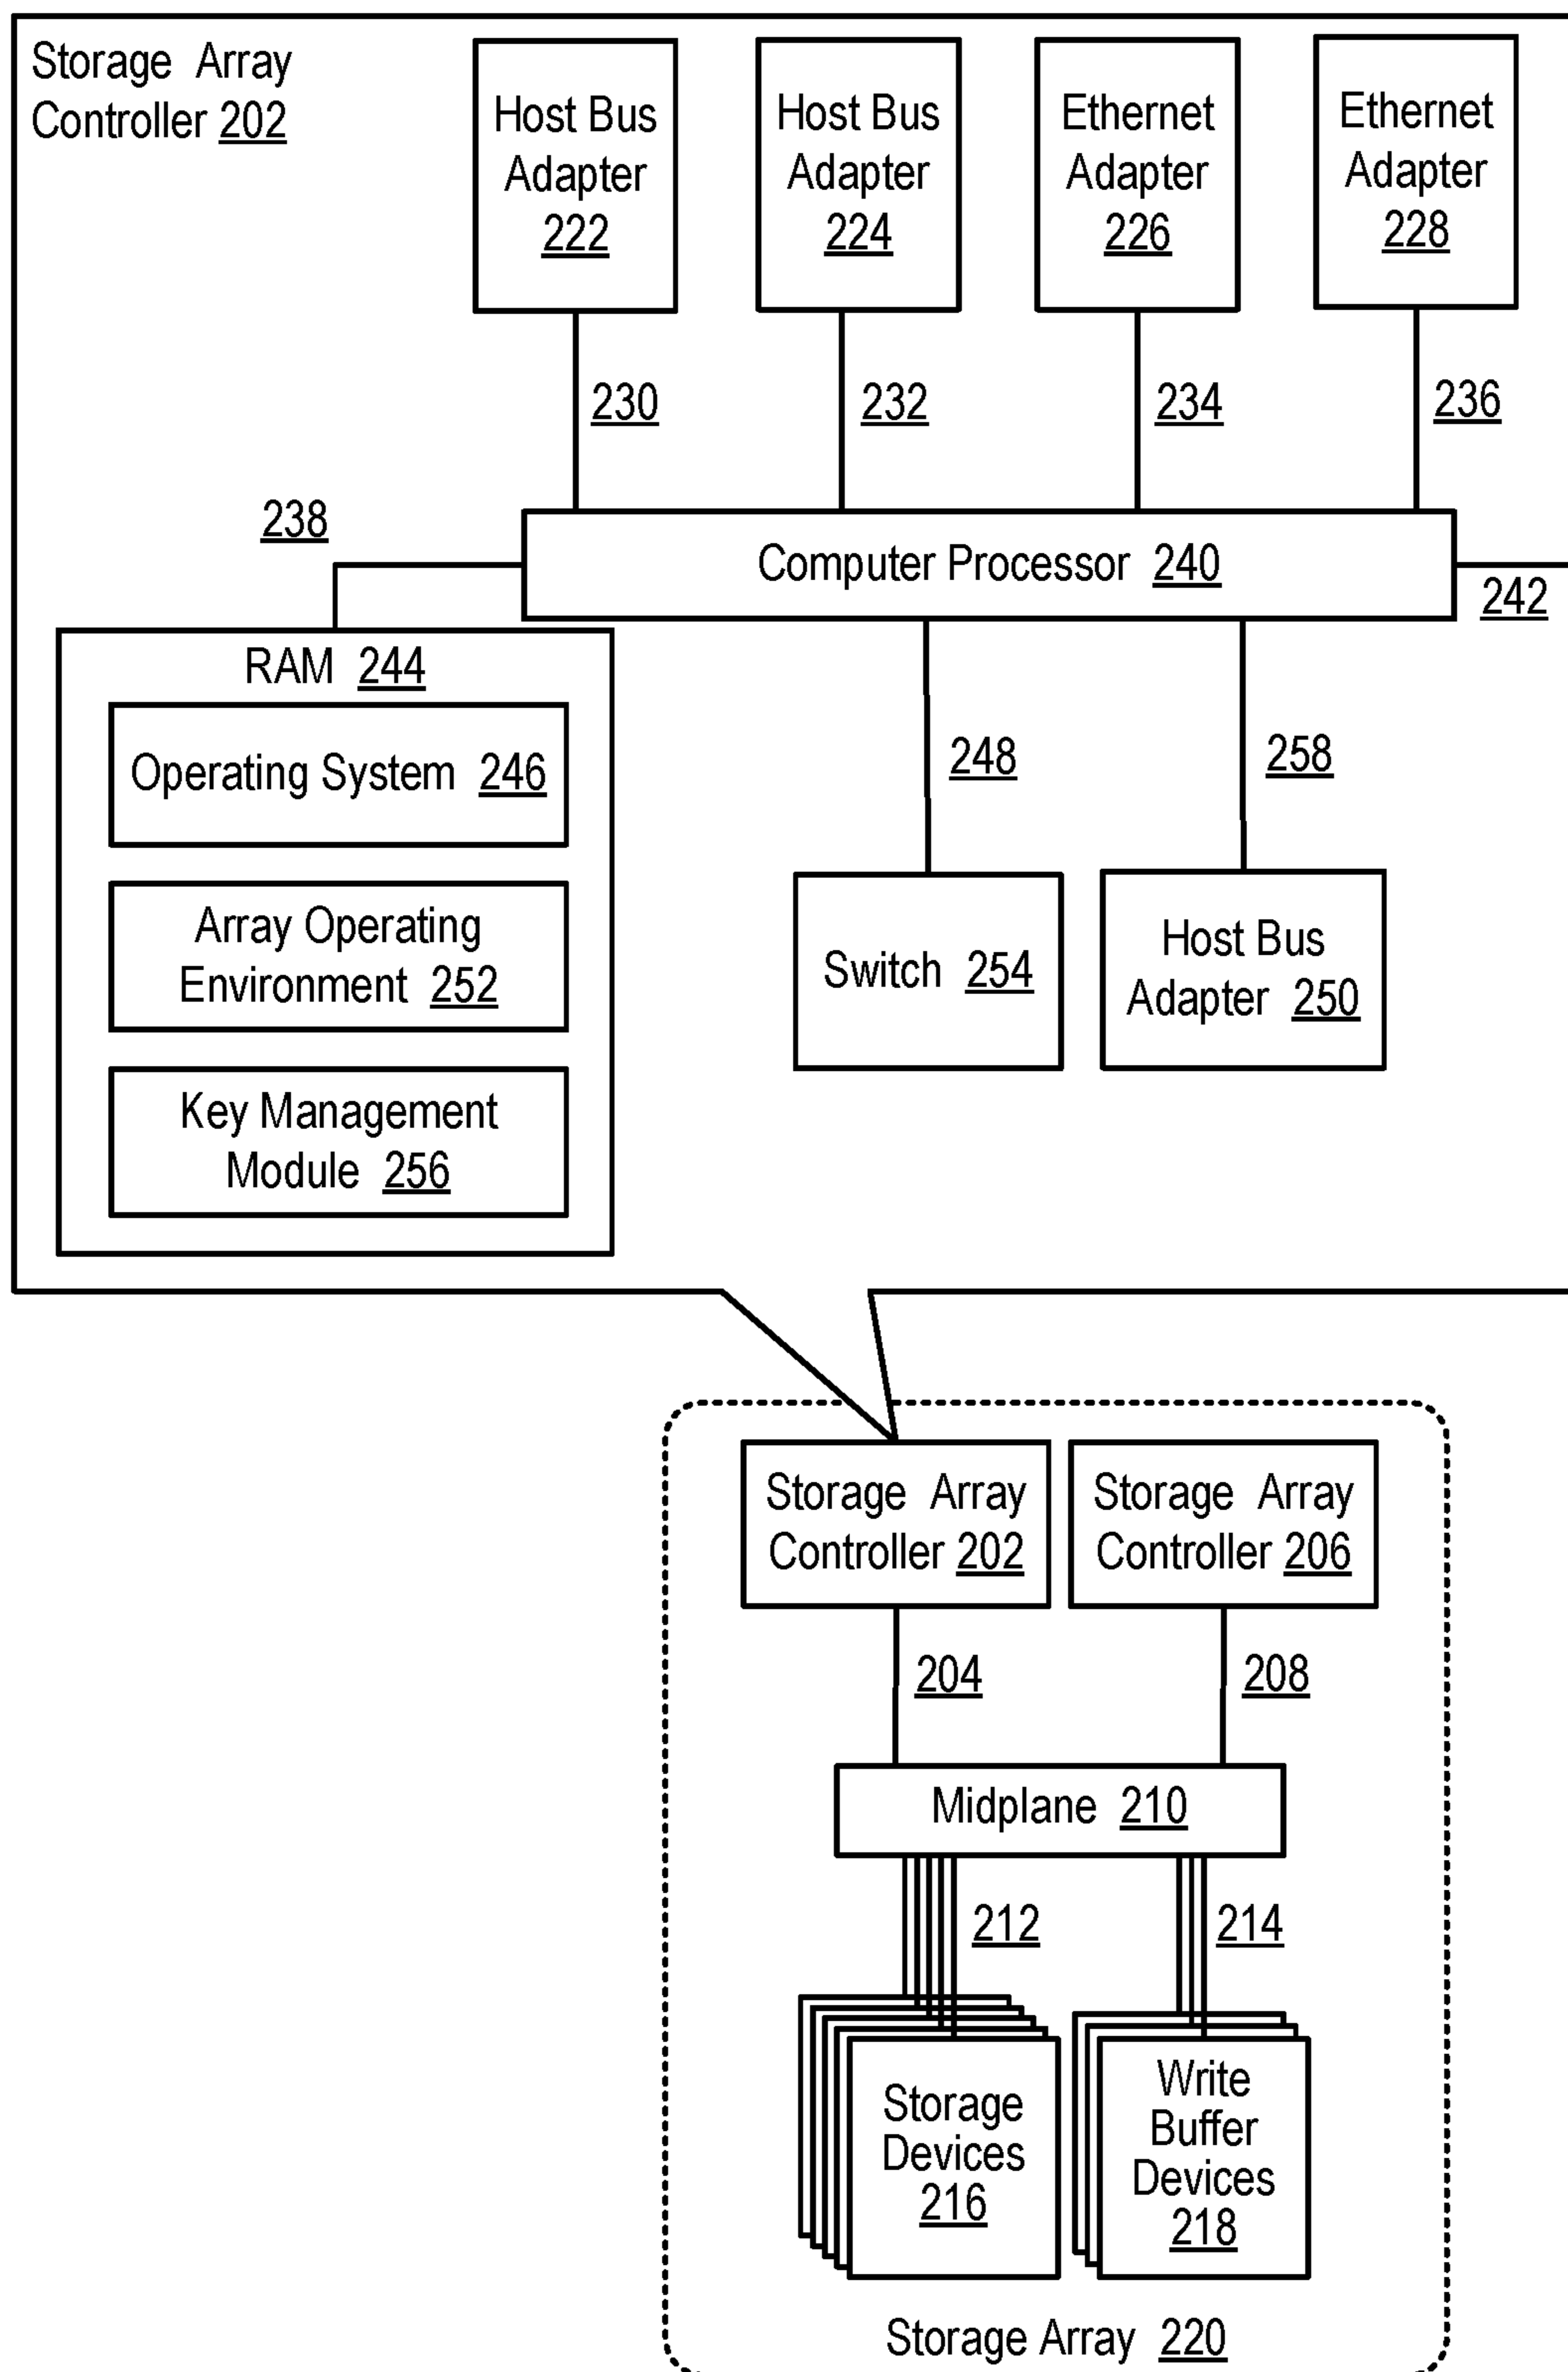 Storage Array
Controller 202
Host Bus
Adapter
222
Host Bus
Adapter
224
Ethernet
Adapter
226
Ethernet
Adapter
228
230
232
234
236
238
Computer Processor 240
242
RAM 244
Operating System 246
Array Operating
Environment 252
Key Management
Module 256
248
258
Switch 254
Host Bus
Adapter 250
Storage Array
Controller 202
Storage Array
Controller 206
204
208
Midplane 210
212
214
Storage
Devices
216
Write
Buffer
Devices
218
Storage Array 220